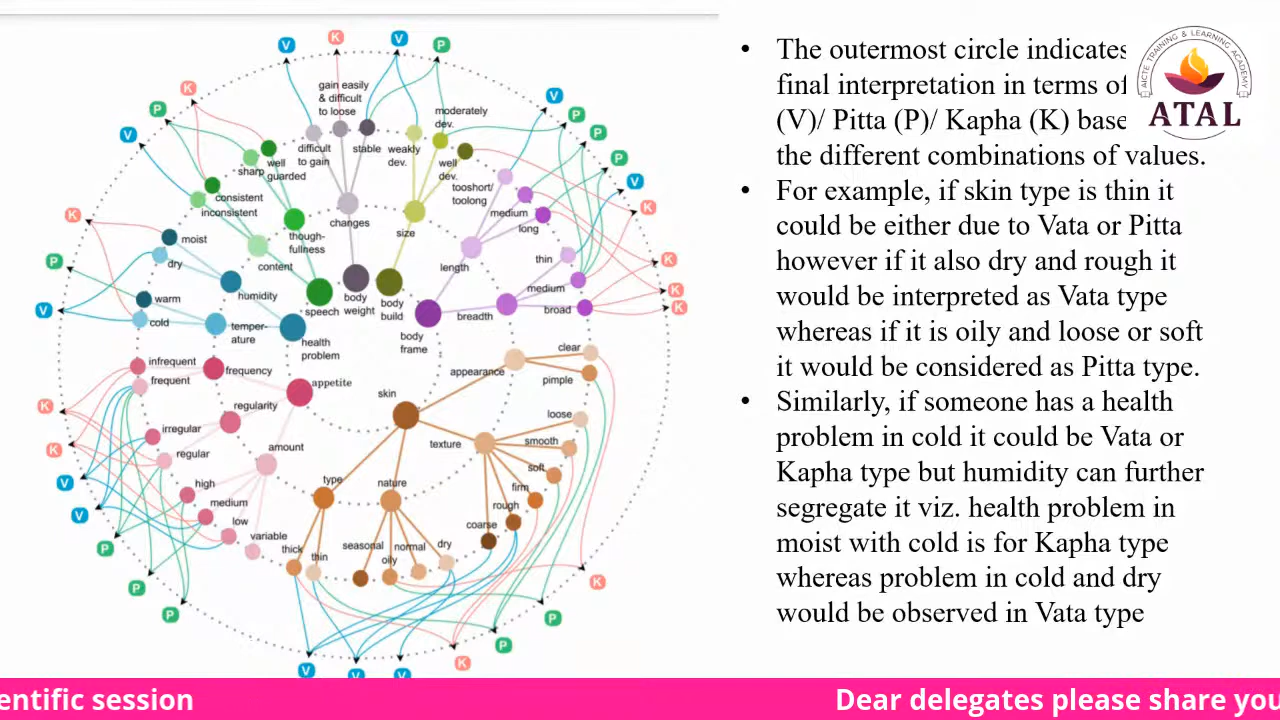 V
K
V
P
K
P
V
K
P
V
K
K
V
V
P
P
P
V
V
V
K
P
P
K
V
P
P
P
V
K
K
K
K
gain easily
& difficult
to loose
difficult
to gain
stable
weakly
dev.
moderately
dev.
well
dev.
changes
size
body
weight
body
build
sharp
well
guarded
consistent
inconsistent
though-
fullness
content
speech
moist
dry
humidity
warm
cold
temper-
ature
health
problem
tooshort/
toolong
medium
long
length
thin
medium
broad
breadth
body
frame
infrequent
frequent
frequency
appetite
irregular
regular
regularity
amount
high
medium
low
variable
skin
appearance
clear
pimple
texture
loose
smooth
soft
firm
rough
coarse
type
thick
thin
nature
seasonal
oily
normal
dry
• The outermost circle indicates
final interpretation in terms of
(V)/ Pitta (P)/ Kapha (K) base
the different combinations of values.
• For example, if skin type is thin it
could be either due to Vata or Pitta
however if it also dry and rough it
would be interpreted as Vata type
whereas if it is oily and loose or soft
it would be considered as Pitta type.
• Similarly, if someone has a health
problem in cold it could be Vata or
Kapha type but humidity can further
segregate it viz. health problem in
moist with cold is for Kapha type
whereas problem in cold and dry
would be observed in Vata type
AICTE TRAINING & LEARNING ACADEMY
ATAL
entific session
Dear delegates please share you